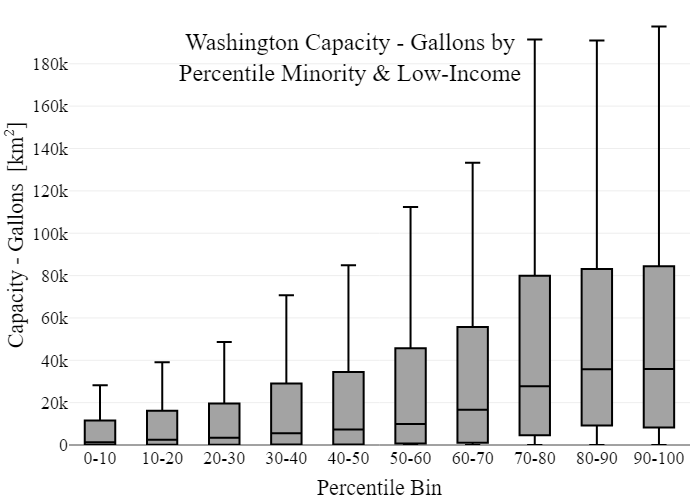 Washington Capacity - Gallons by
Percentile Minority & Low-Income
Capacity - Gallons [km²]
180k
160k
140k
120k
100k
80k
60k
40k
20k
0
0-10 10-20 20-30 30-40 40-50 50-60 60-70 70-80 80-90 90-100
Percentile Bin